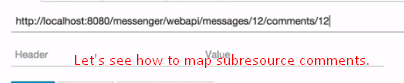 http://localhost:8080/messenger/webapi/messages/12/comments/12
Header Value
Let's see how to map subresource comments.